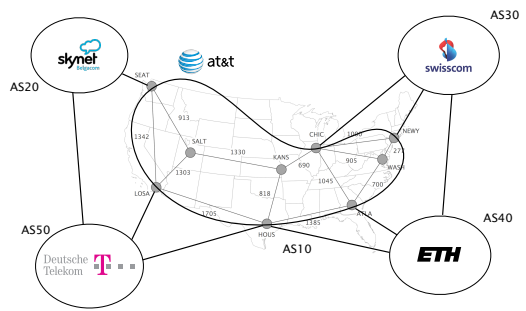 AS30
SEAT
at&t
skynet
Belgacom
swisscom
AS20
913
CHIC
1000
NEWY
1342
SALT
277
1330
KANS
905
WASH
690
1303
1045
700
LOSA
818
ATLA
1705
1385
AS40
AS50
HOUS
AS10
Deutsche
Telekom
T
ETH